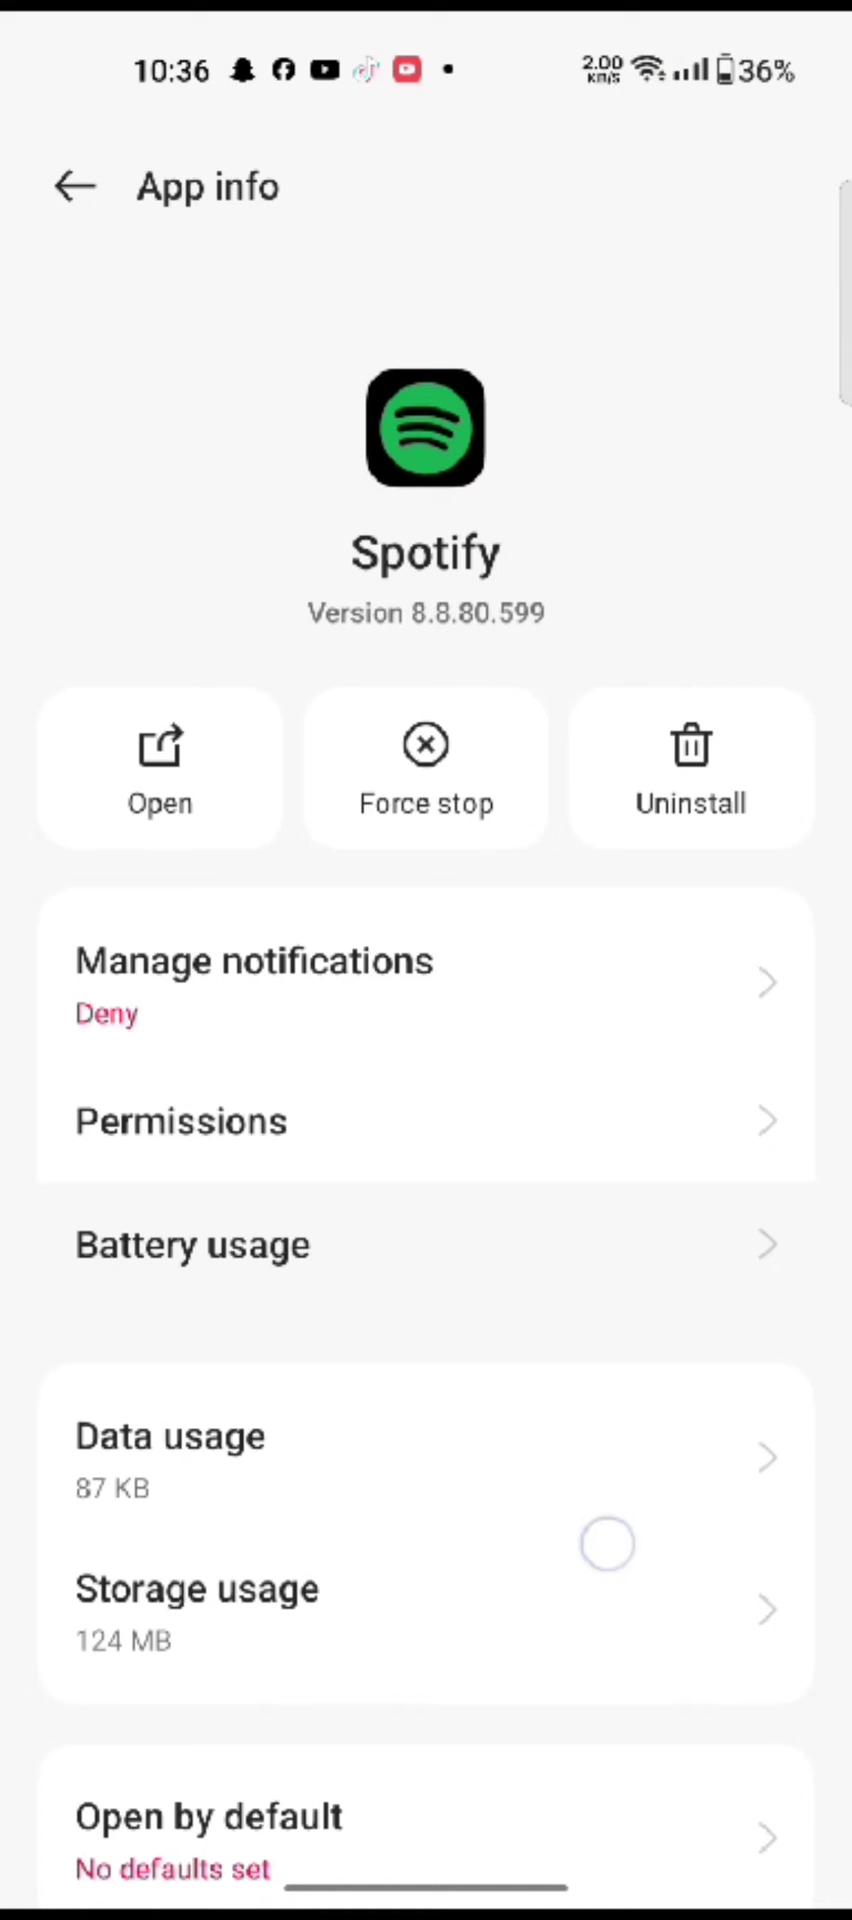 10:36
2.00
KB/S
36%
App info
Spotify
Version 8.8.80.599
Open
Force stop
Uninstall
Manage notifications
Deny
Permissions
Battery usage
Data usage
87 KB
Storage usage
124 MB
Open by default
No defaults set